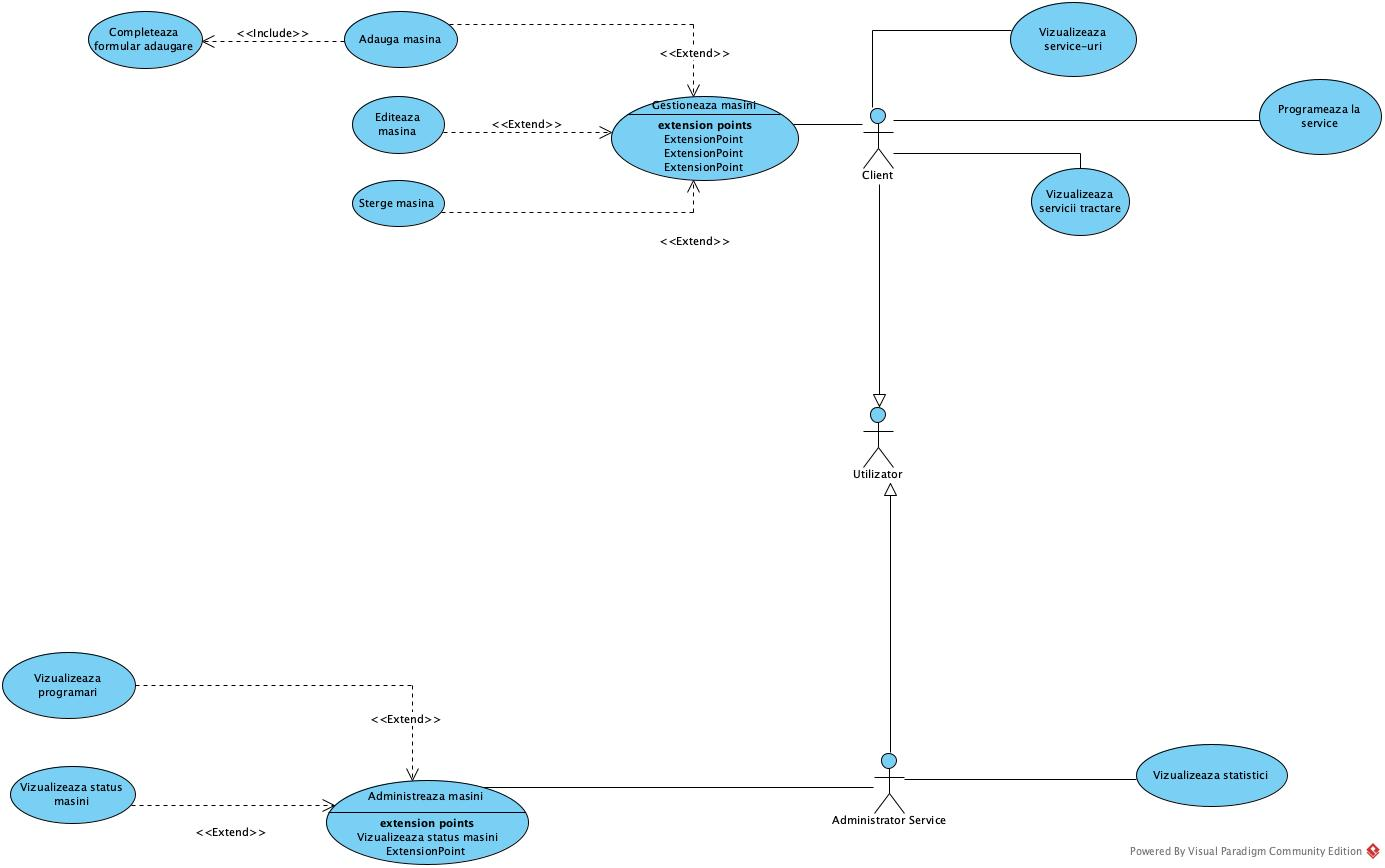 Completeaza
formular adaugare
<<Include>>
Adauga masina
<<Extend>>
Vizualizeaza
service-uri
Editeaza
masina
<<Extend>>
Gestioneaza masini
extension points
ExtensionPoint
ExtensionPoint
ExtensionPoint
Programeaza la
service
Client
Sterge masina
<<Extend>>
Vizualizeaza
servicii tractare
Utilizator
Vizualizeaza
programari
<<Extend>>
Vizualizeaza status
masini
<<Extend>>
Administreaza masini
extension points
Vizualizeaza status masini
ExtensionPoint
Administrator Service
Vizualizeaza statistici
Powered By Visual Paradigm Community Edition